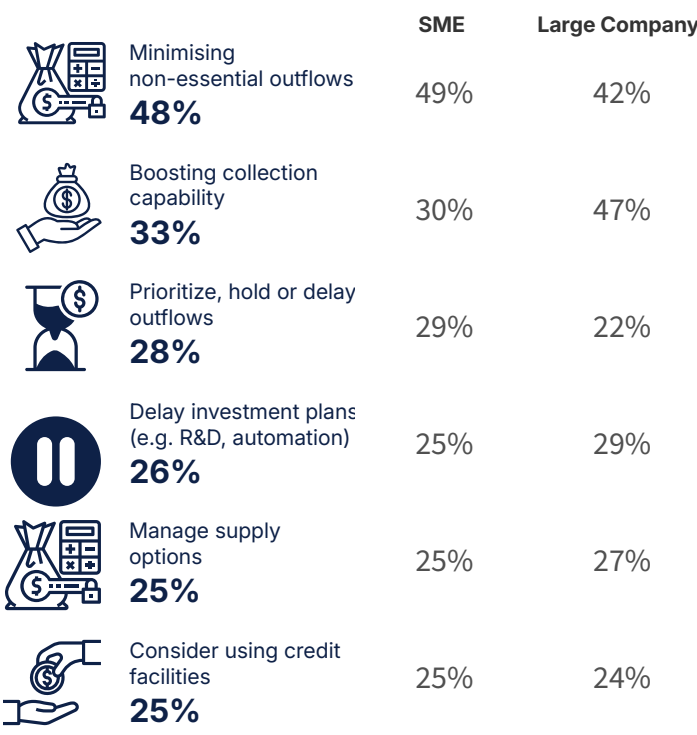 SME Large Company
Minimising
non-essential outflows
48% 49% 42%
Boosting collection
capability
33% 30% 47%
Prioritize, hold or delay
outflows
28% 29% 22%
Delay investment plans
(e.g. R&D, automation)
26% 25% 29%
Manage supply
options
25% 25% 27%
Consider using credit
facilities
25% 25% 24%